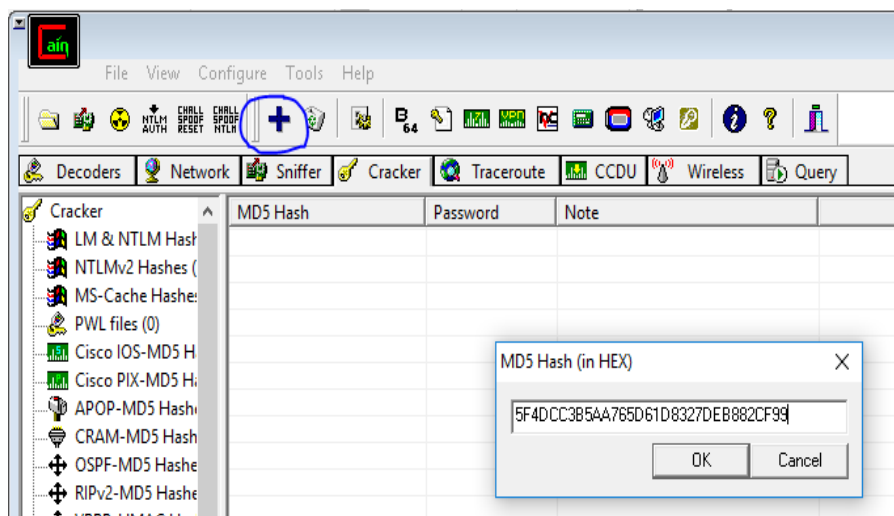 Cain
File View Configure Tools Help
NTLM AUTH
CHALL SPOOF RESET
CHALL SPOOF NTLM
B 64
Decoders Network Sniffer Cracker Traceroute CCDU Wireless Query
Cracker
LM & NTLM Hash
NTLMv2 Hashes (
MS-Cache Hashes
PWL files (0)
Cisco IOS-MD5 H
Cisco PIX-MD5 Ha
APOP-MD5 Hash
CRAM-MD5 Hash
OSPF-MD5 Hashe
RIPv2-MD5 Hashe
MD5 Hash Password Note
MD5 Hash (in HEX)
5F4DCC3B5AA765D61D8327DEB882CF99
OK Cancel